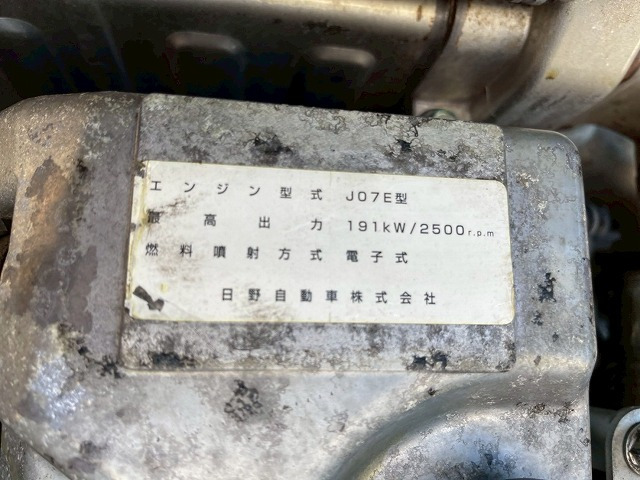 エンジン型式 J07E型
最高出力 191kW/2500r.p.m
燃料噴射方式 電子式
日野自動車株式会社